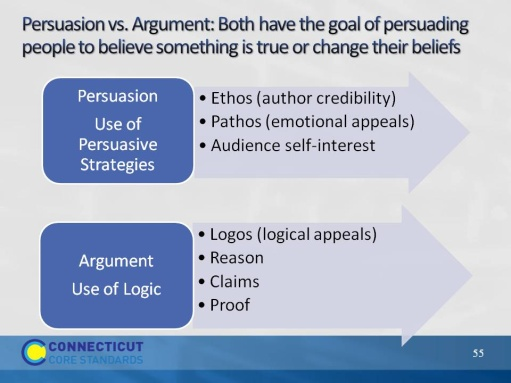 Persuasion vs. Argument: Both have the goal of persuading
people to believe something is true or change their beliefs
Persuasion
Use of
Persuasive
Strategies
• Ethos (author credibility)
• Pathos (emotional appeals)
• Audience self-interest
Argument
Use of Logic
• Logos (logical appeals)
• Reason
• Claims
• Proof
CONNECTICUT
CORE STANDARDS
55